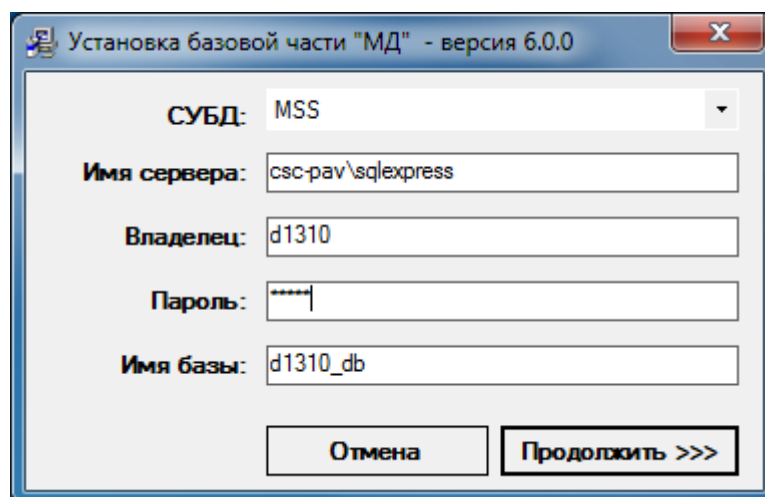 Установка базовой части "МД" - версия 6.0.0
СУБД: MSS
Имя сервера: csc-pav\sqlexpress
Владелец: d1310
Пароль: *****
Имя базы: d1310_db
Отмена Продолжить >>>